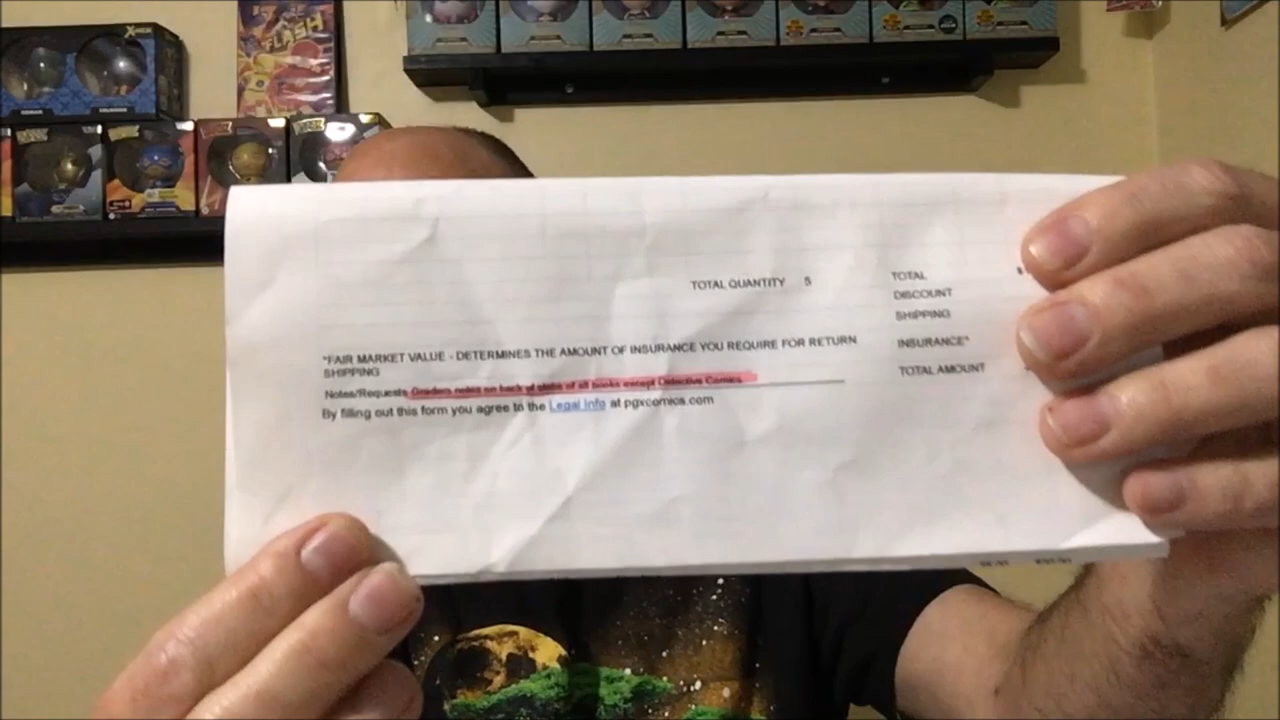 X-MEN
FLASH
TOTAL QUANTITY 5
TOTAL
DISCOUNT
SHIPPING
*FAIR MARKET VALUE - DETERMINES THE AMOUNT OF INSURANCE YOU REQUIRE FOR RETURN
SHIPPING
INSURANCE*
TOTAL AMOUNT
Notes/Requests Graders notes on back of slabs of all books except Detective Comics
By filling out this form you agree to the Legal Info at pgxcomics.com